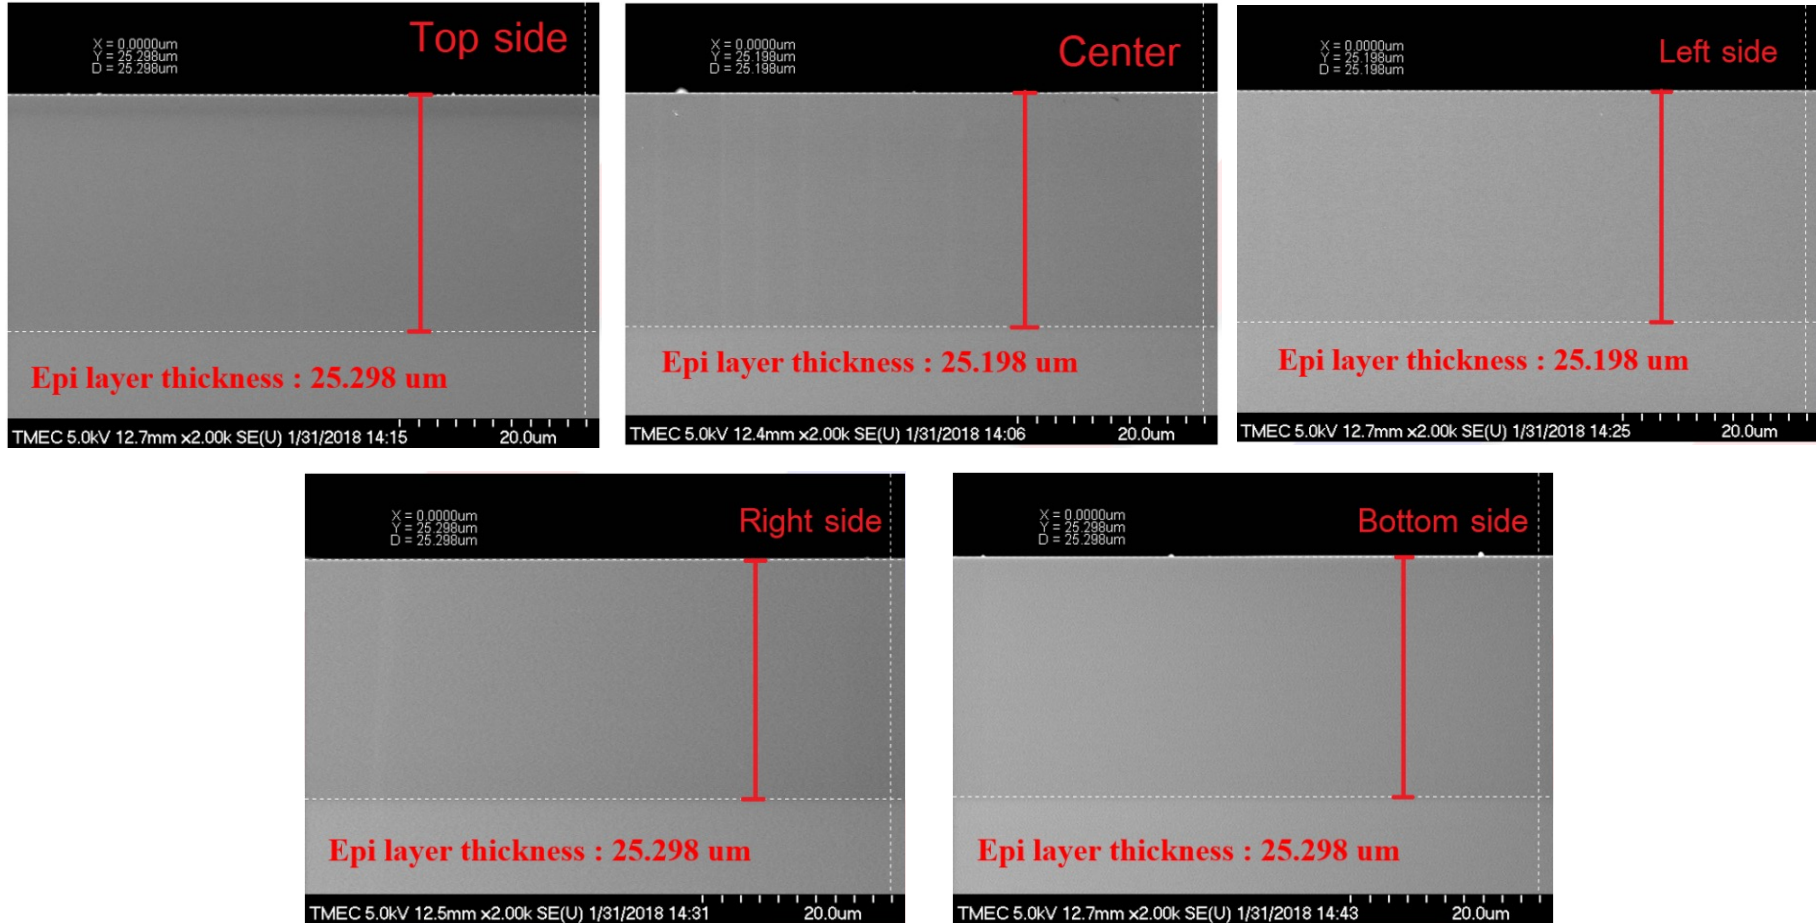 X = 0.0000um
Y = 25.298um
D = 25.298um
Top side
Epi layer thickness : 25.298 um
TMEC 5.0kV 12.7mm x2.00k SE(U) 1/31/2018 14:15
20.0um
X = 0.0000um
Y = 25.198um
D = 25.198um
Center
Epi layer thickness : 25.198 um
TMEC 5.0kV 12.4mm x2.00k SE(U) 1/31/2018 14:06
20.0um
X = 0.0000um
Y = 25.198um
D = 25.198um
Left side
Epi layer thickness : 25.198 um
TMEC 5.0kV 12.7mm x2.00k SE(U) 1/31/2018 14:25
20.0um
X = 0.0000um
Y = 25.298um
D = 25.298um
Right side
Epi layer thickness : 25.298 um
TMEC 5.0kV 12.5mm x2.00k SE(U) 1/31/2018 14:31
20.0um
X = 0.0000um
Y = 25.298um
D = 25.298um
Bottom side
Epi layer thickness : 25.298 um
TMEC 5.0kV 12.7mm x2.00k SE(U) 1/31/2018 14:43
20.0um